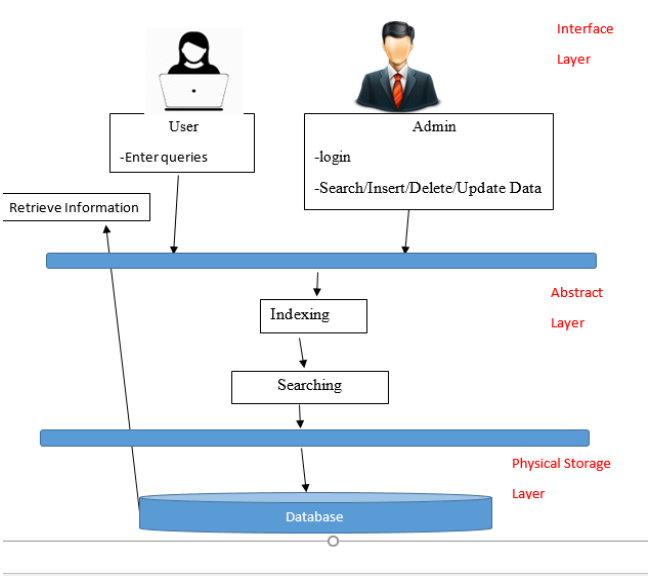 Interface
Layer
User
-Enter queries
Admin
-login
-Search/Insert/Delete/Update Data
Retrieve Information
Abstract
Layer
Indexing
Searching
Physical Storage
Layer
Database